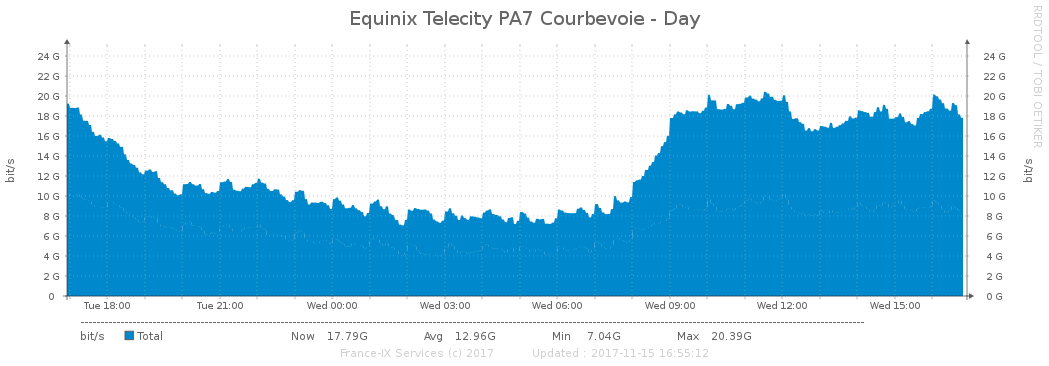 Equinix Telecity PA7 Courbevoie - Day
RRDTOOL / TOBI OETIKER
bit/s
bit/s
24 G 24 G
22 G 22 G
20 G 20 G
18 G 18 G
16 G 16 G
14 G 14 G
12 G 12 G
10 G 10 G
8 G 8 G
6 G 6 G
4 G 4 G
2 G 2 G
0 0 G
Tue 18:00 Tue 21:00 Wed 00:00 Wed 03:00 Wed 06:00 Wed 09:00 Wed 12:00 Wed 15:00
bit/s Total Now 17.79G Avg 12.96G Min 7.04G Max 20.39G
France-IX Services (c) 2017 Updated : 2017-11-15 16:55:12